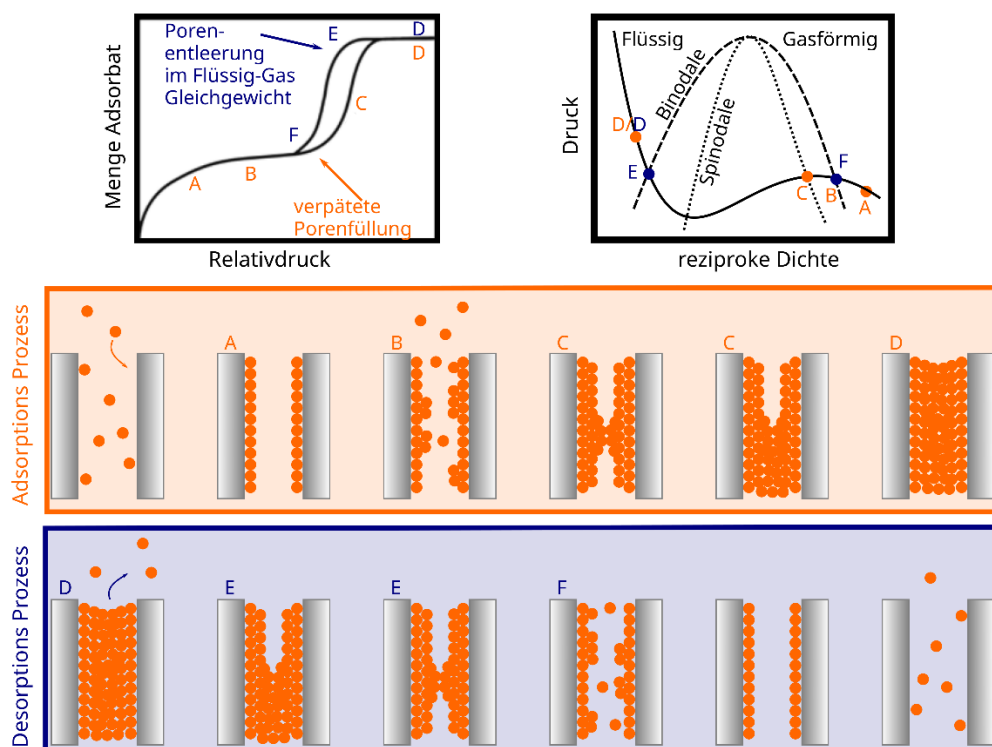 Menge Adsorbat
Poren-
entleerung
im Flüssig-Gas
Gleichgewicht
E
D
D
C
F
A
B
verpätete
Porenfüllung
Relativdruck
Druck
Flüssig
Gasförmig
Binodale
Spinodale
D/D
E
F
C
B
A
reziproke Dichte
Adsorptions Prozess
A
B
C
C
D
Desorptions Prozess
D
E
E
F